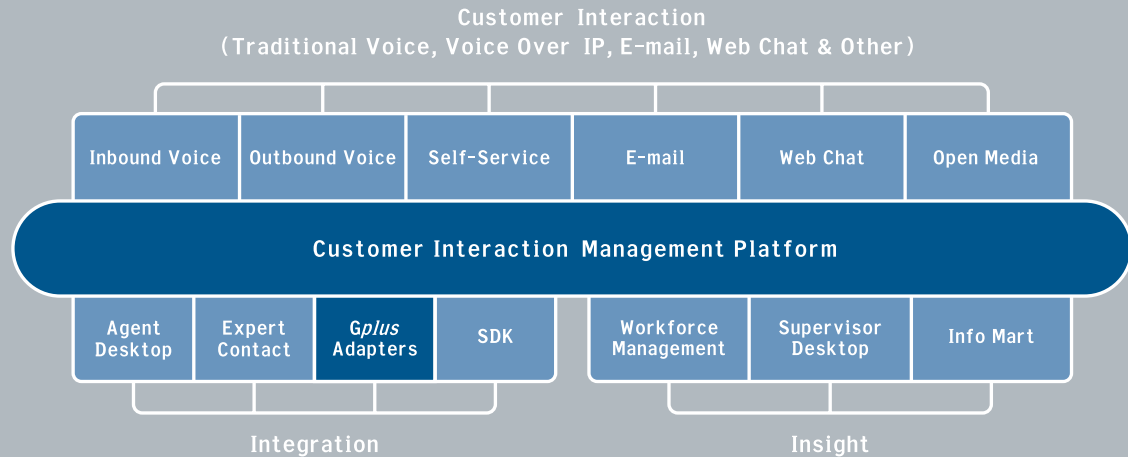 Customer Interaction
(Traditional Voice, Voice Over IP, E-mail, Web Chat & Other)
Inbound Voice
Outbound Voice
Self-Service
E-mail
Web Chat
Open Media
Customer Interaction Management Platform
Agent
Desktop
Expert
Contact
Gplus
Adapters
SDK
Workforce
Management
Supervisor
Desktop
Info Mart
Integration
Insight